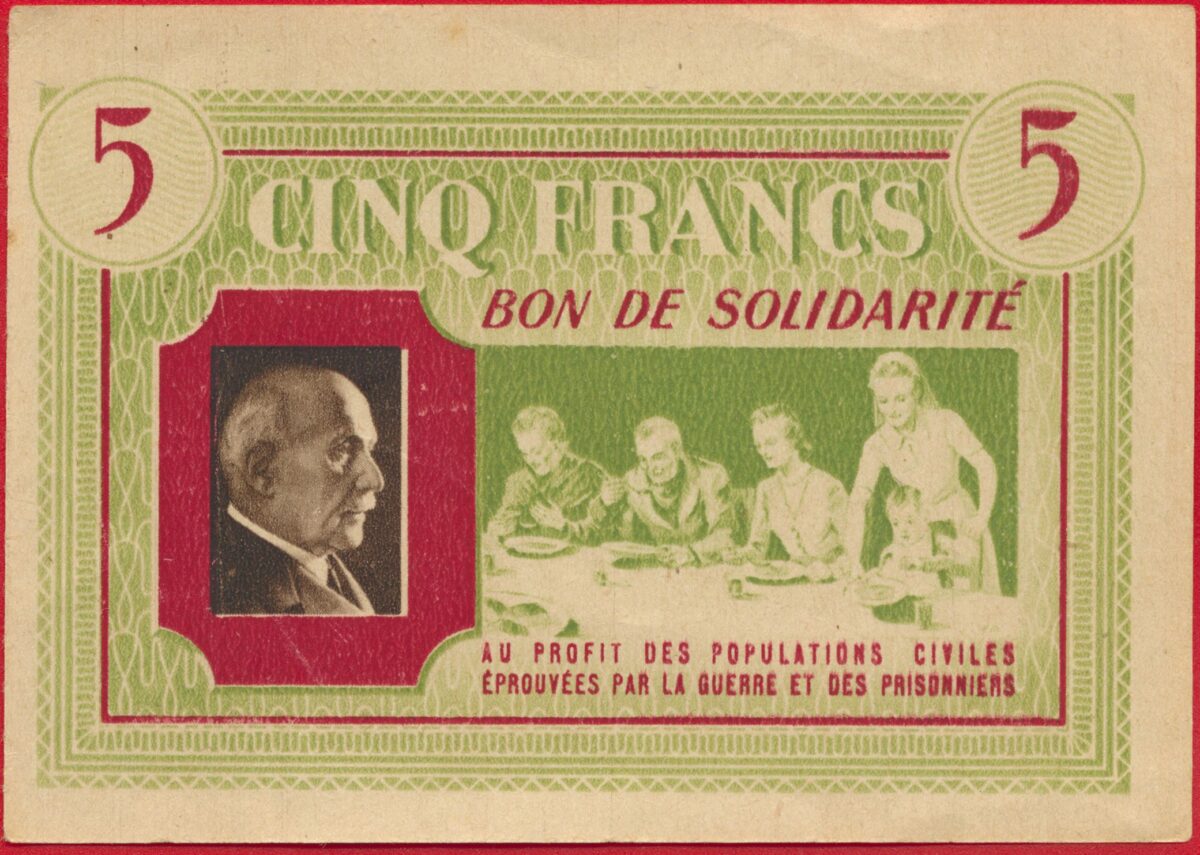 5
5
CINQ FRANCS
BON DE SOLIDARITÉ
AU PROFIT DES POPULATIONS CIVILES
ÉPROUVÉES PAR LA GUERRE ET DES PRISONNIERS